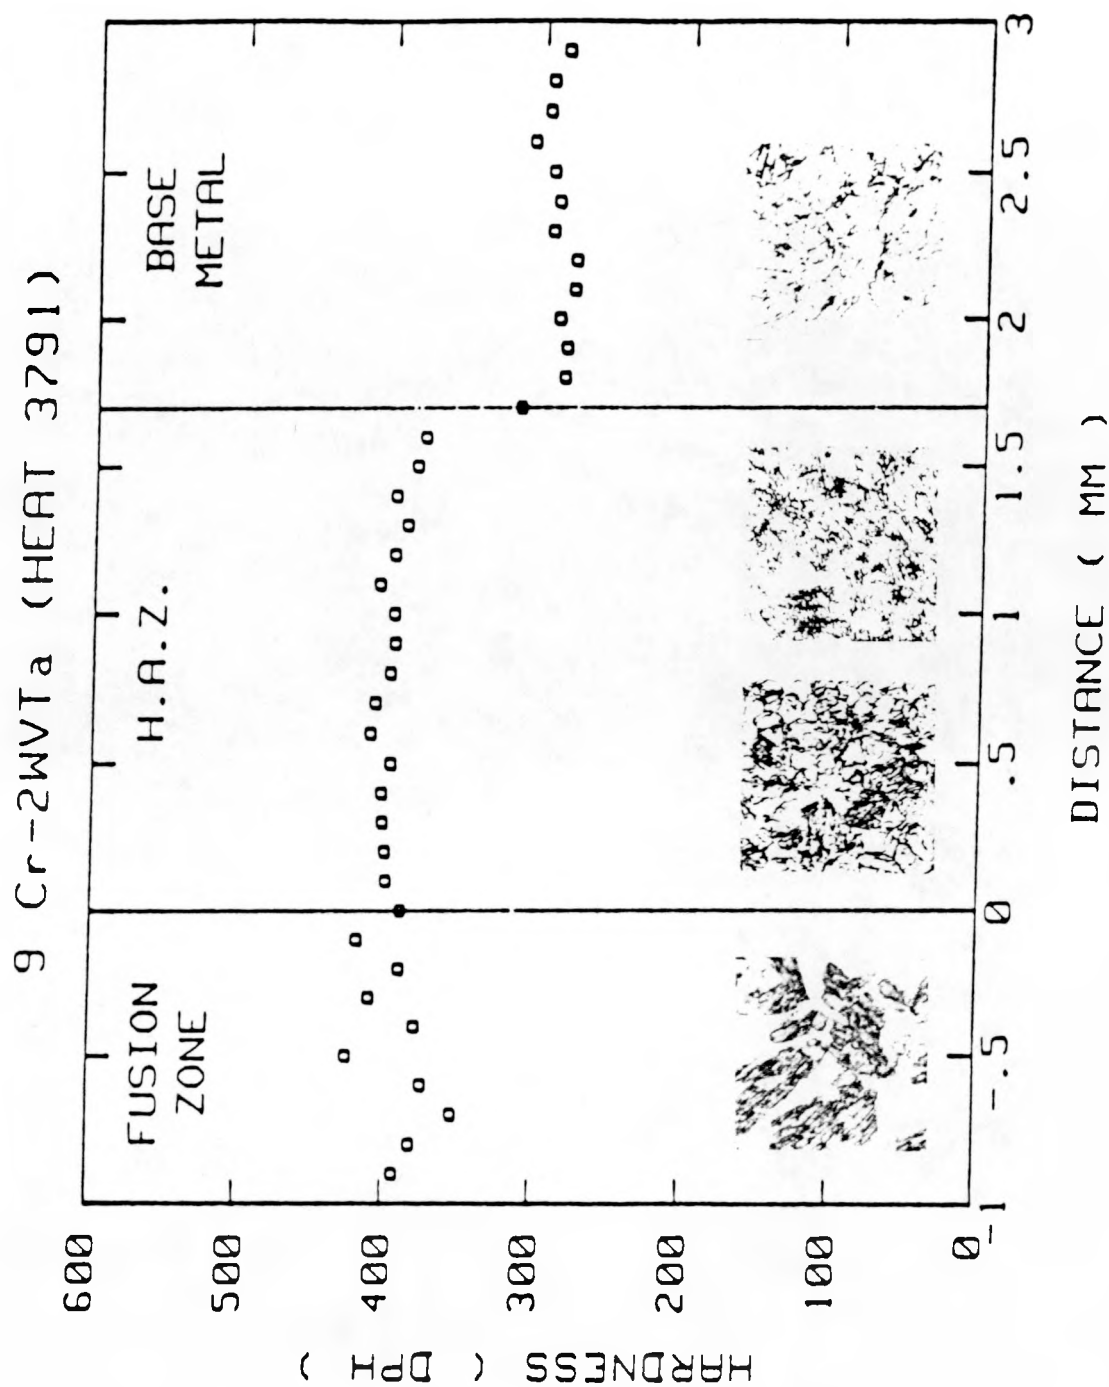 9 Cr-2WVTa (HEAT 3791)
FUSION
ZONE
H.A.Z.
BASE
METAL
600
500
400
300
200
100
0
HARDNESS ( DPH )
-1
-.5
0
.5
1
1.5
2
2.5
3
DISTANCE ( MM )